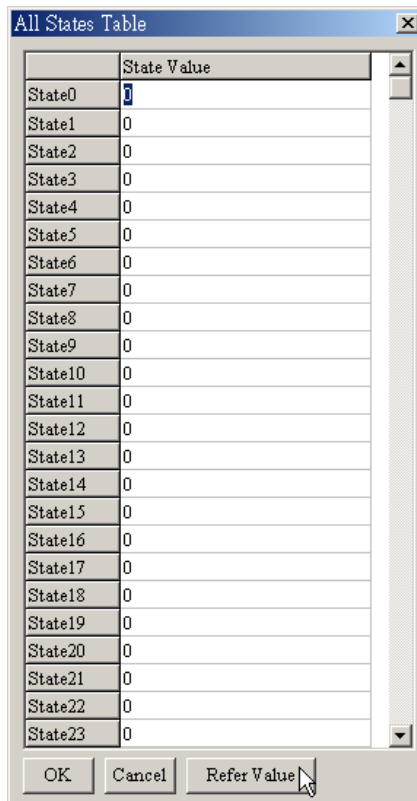 All States Table
State Value
State0 0
State1 0
State2 0
State3 0
State4 0
State5 0
State6 0
State7 0
State8 0
State9 0
State10 0
State11 0
State12 0
State13 0
State14 0
State15 0
State16 0
State17 0
State18 0
State19 0
State20 0
State21 0
State22 0
State23 0
OK Cancel Refer Value